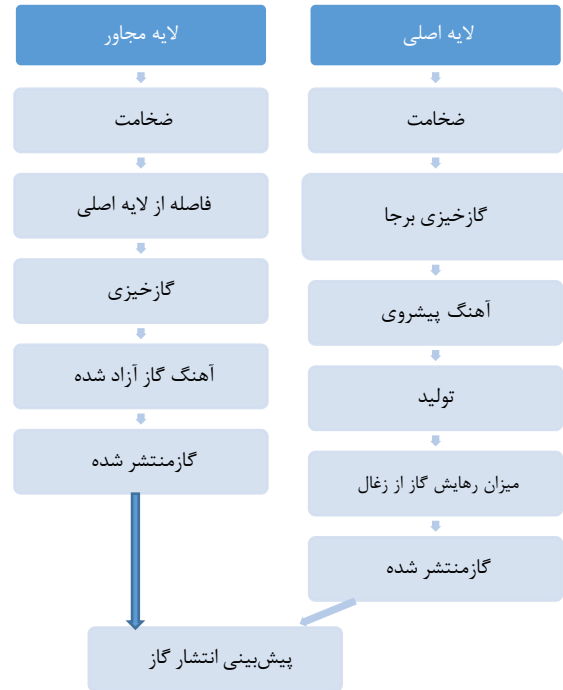 لایه اصلی
ضخامت
گازخیزی برجا
آهنگ پیشروی
تولید
میزان رهایش گاز از زغال
گازمنتشر شده
لایه مجاور
ضخامت
فاصله از لایه اصلی
گازخیزی
آهنگ گاز آزاد شده
گازمنتشر شده
پیش‌بینی انتشار گاز